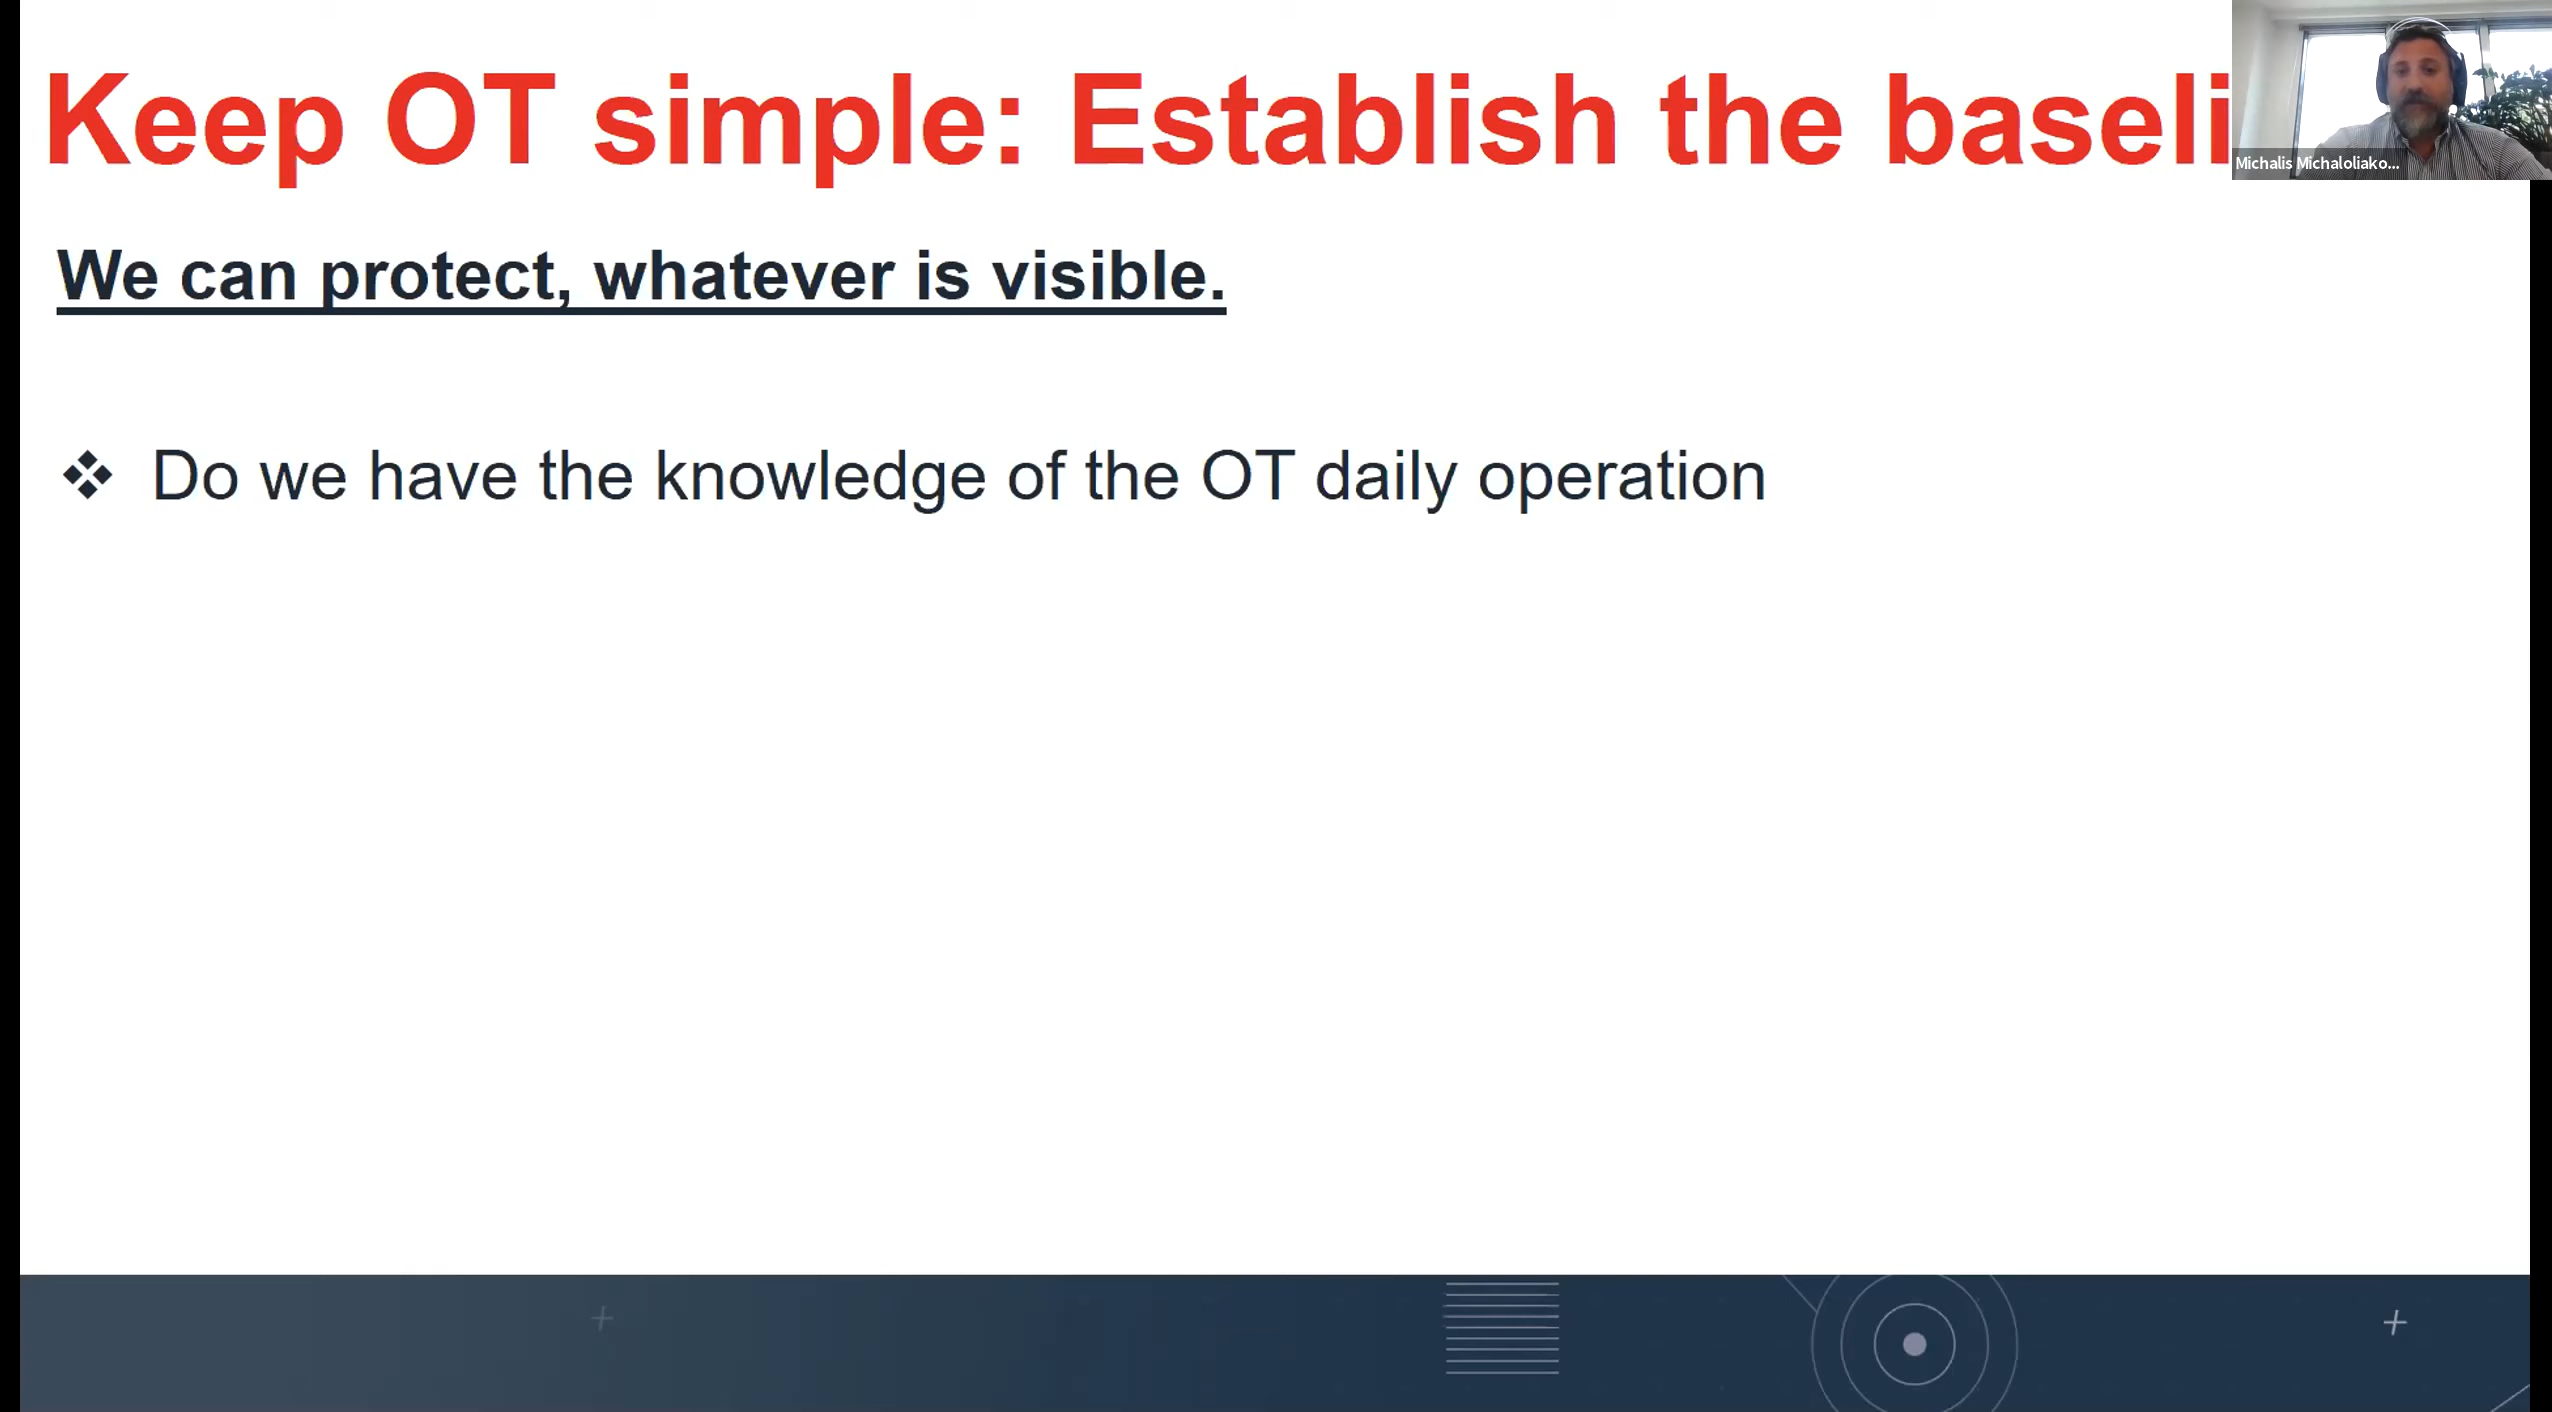 Keep OT simple: Establish the baseli
Michalis Michaloliako...
We can protect, whatever is visible.
❖ Do we have the knowledge of the OT daily operation